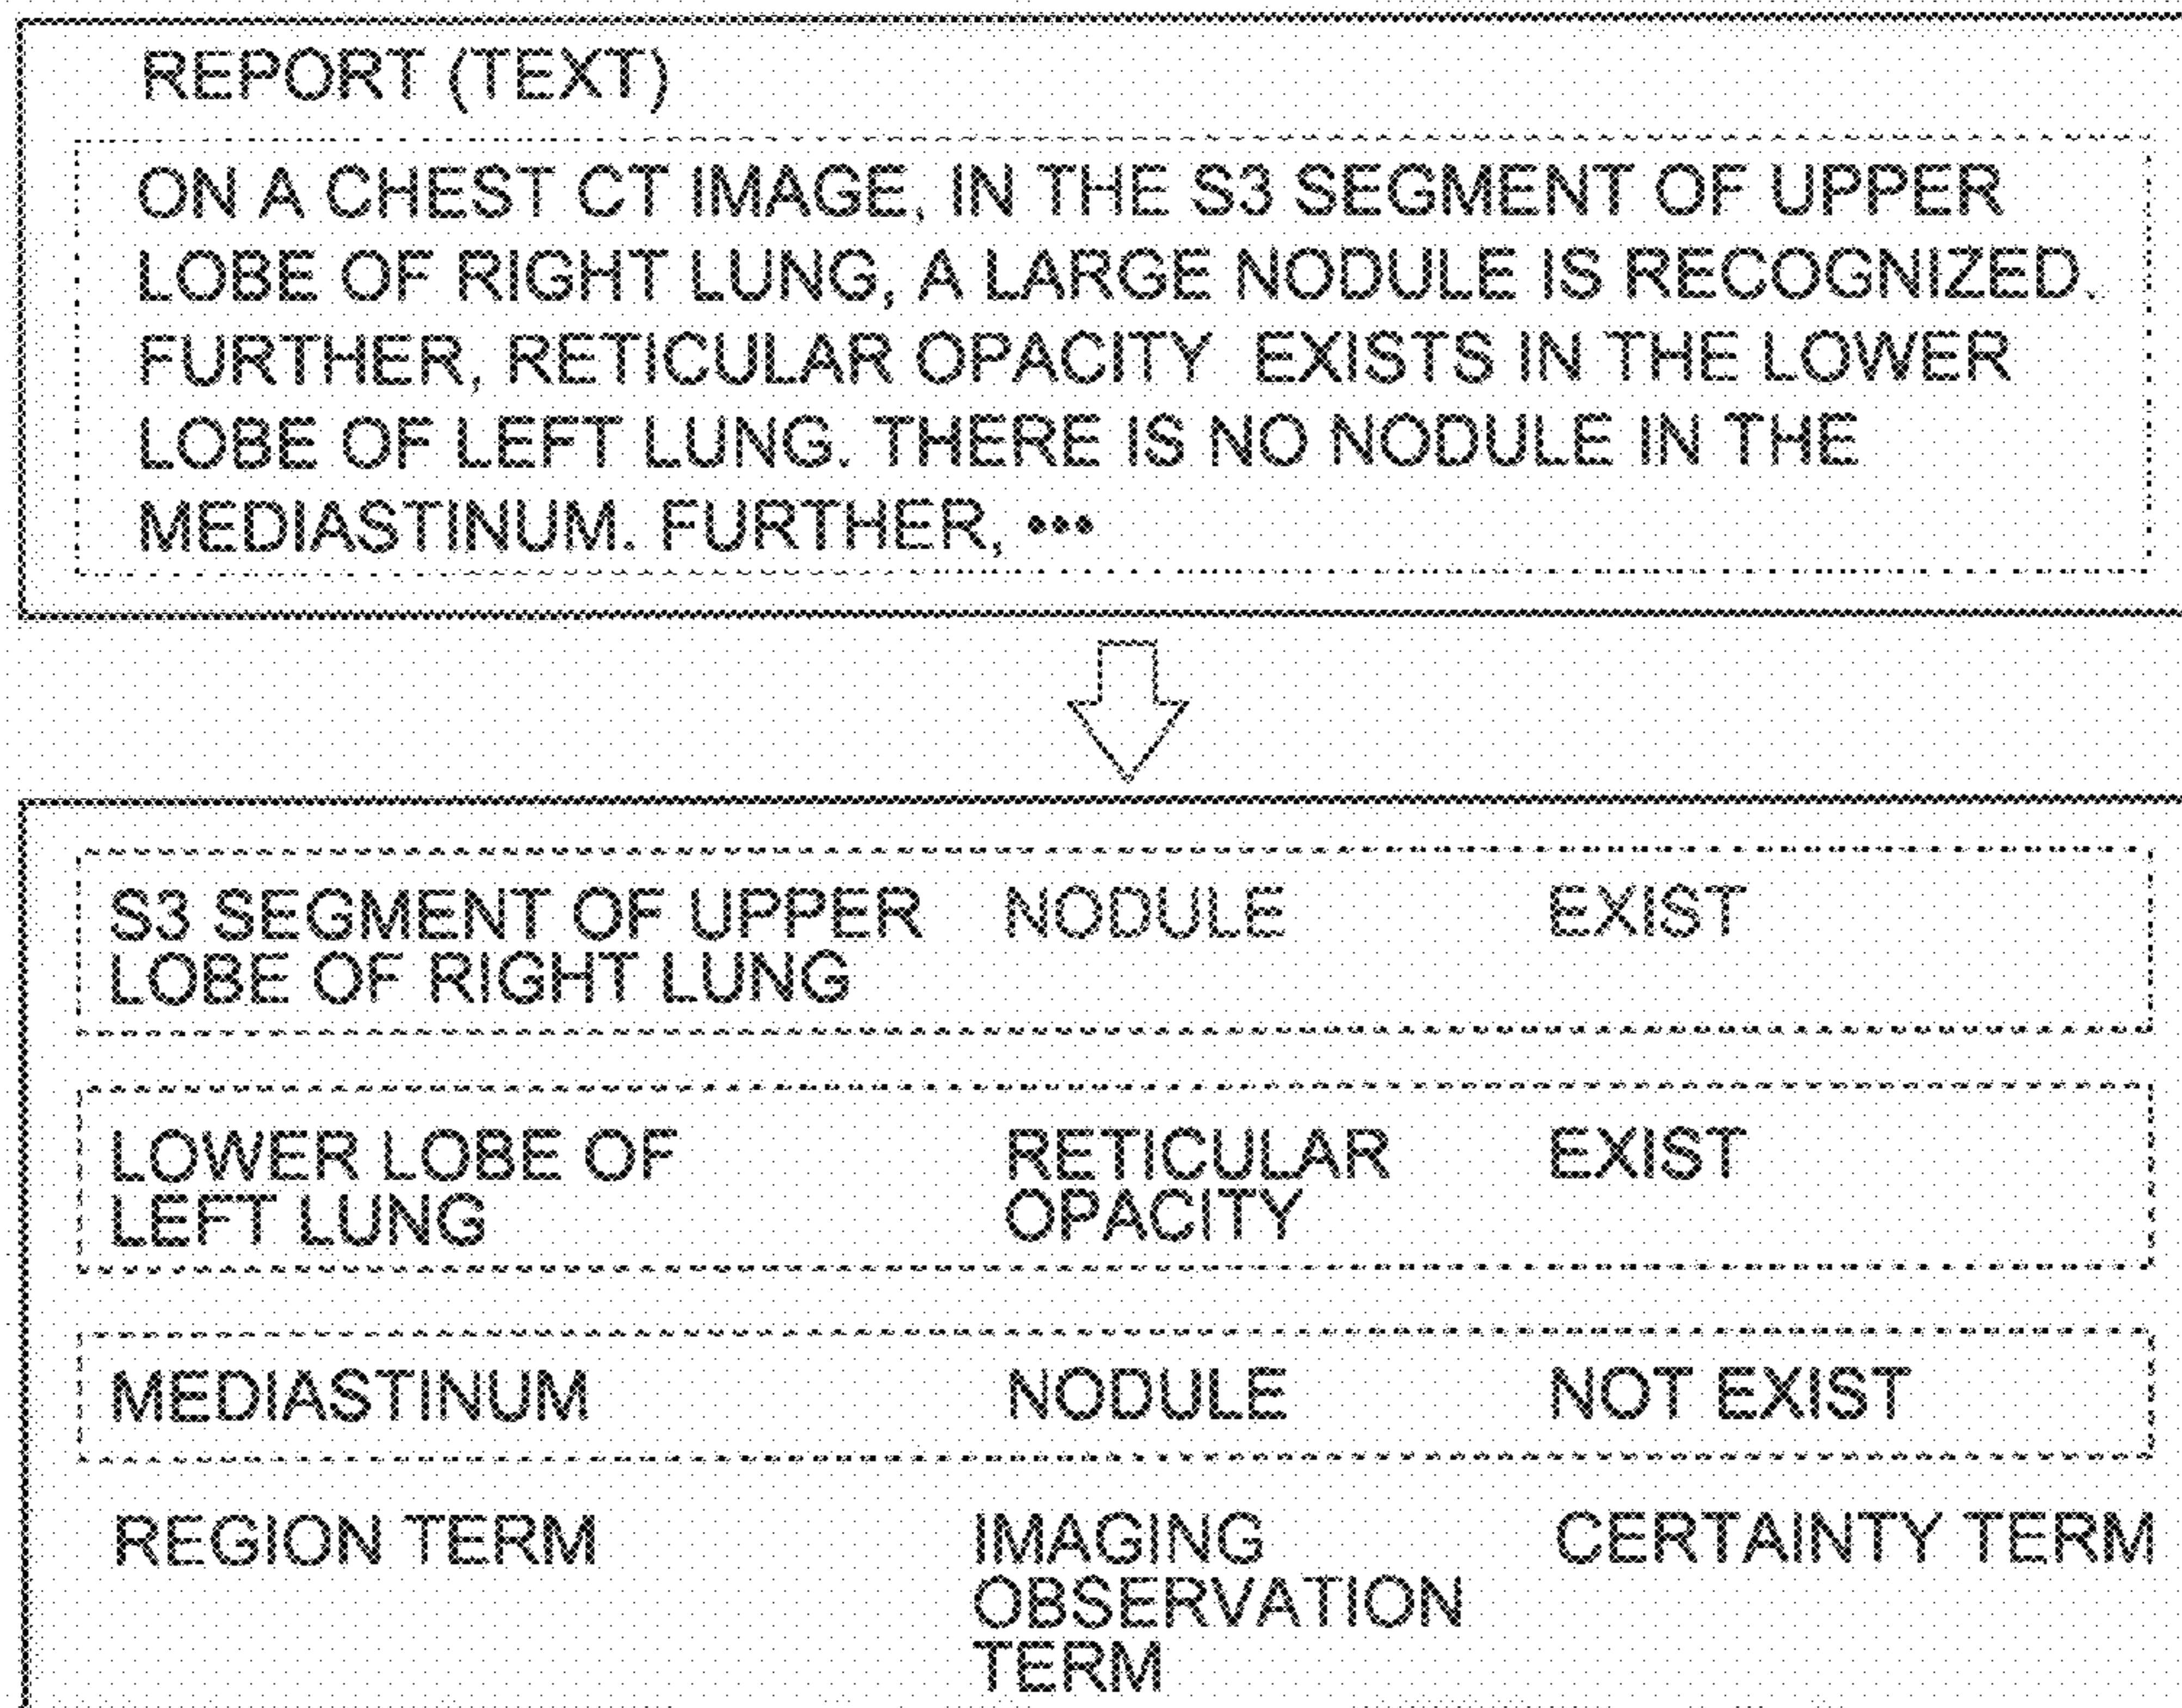 REPORT (TEXT)
ON A CHEST CT IMAGE, IN THE S3 SEGMENT OF UPPER
LOBE OF RIGHT LUNG, A LARGE NODULE IS RECOGNIZED.
FURTHER, RETICULAR OPACITY EXISTS IN THE LOWER
LOBE OF LEFT LUNG. THERE IS NO NODULE IN THE
MEDIASTINUM. FURTHER, •••
S3 SEGMENT OF UPPER NODULE EXIST
LOBE OF RIGHT LUNG
LOWER LOBE OF RETICULAR EXIST
LEFT LUNG OPACITY
MEDIASTINUM NODULE NOT EXIST
REGION TERM IMAGING CERTAINTY TERM
OBSERVATION
TERM